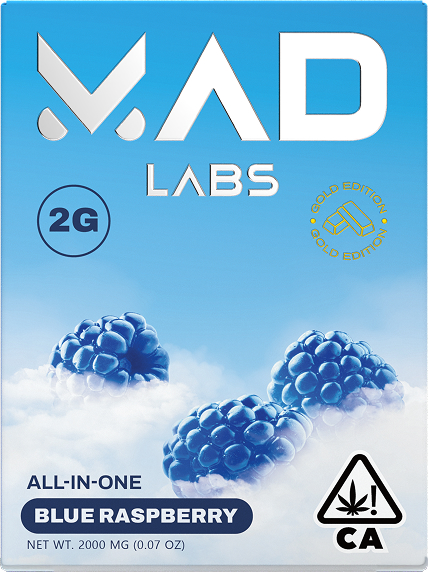 MAD
LABS
2G
GOLD EDITION
GOLD EDITION
ALL-IN-ONE
BLUE RASPBERRY
NET WT. 2000 MG (0.07 OZ)
!
CA